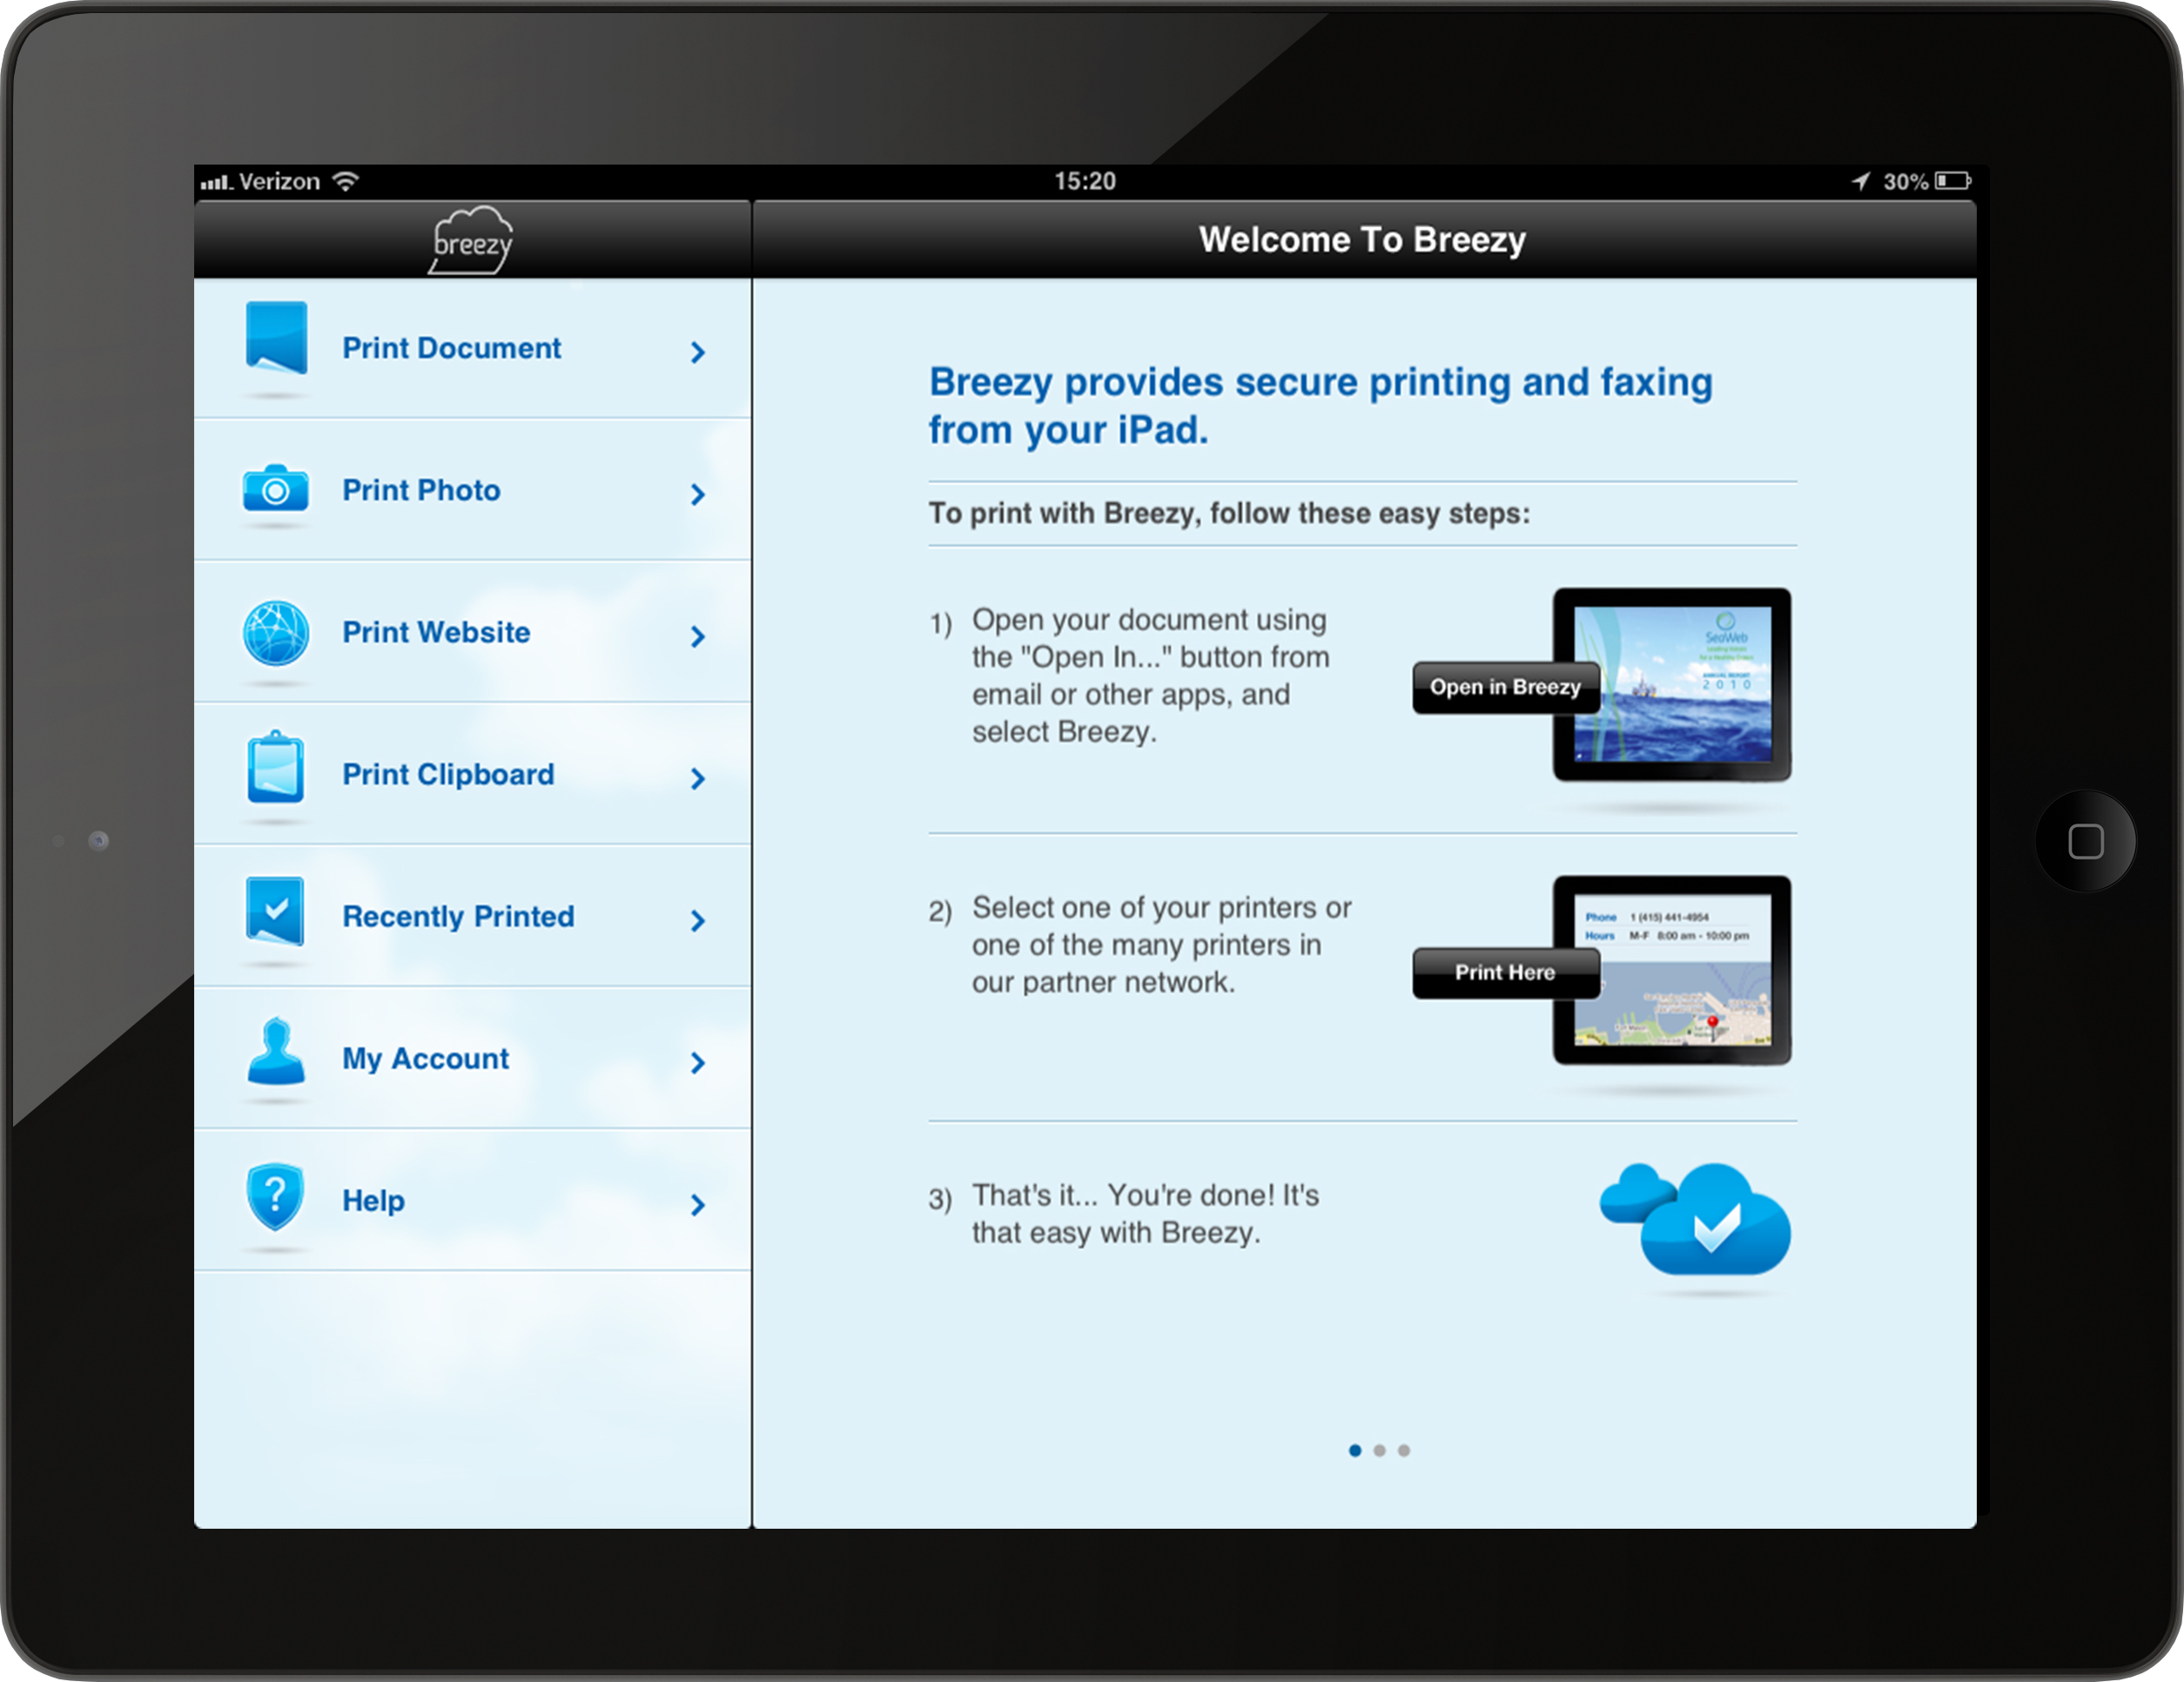 Verizon
15:20
30%
breezy
Welcome To Breezy
Print Document
Print Photo
Print Website
Print Clipboard
Recently Printed
My Account
Help
Breezy provides secure printing and faxing
from your iPad.
To print with Breezy, follow these easy steps:
1) Open your document using
the "Open In..." button from
email or other apps, and
select Breezy.
Open in Breezy
SeaWeb
ANNUAL REPORT
2010
2) Select one of your printers or
one of the many printers in
our partner network.
Phone 1 (415) 441-4954
Hours M-F 8:00 am - 10:00 pm
Print Here
3) That's it... You're done! It's
that easy with Breezy.